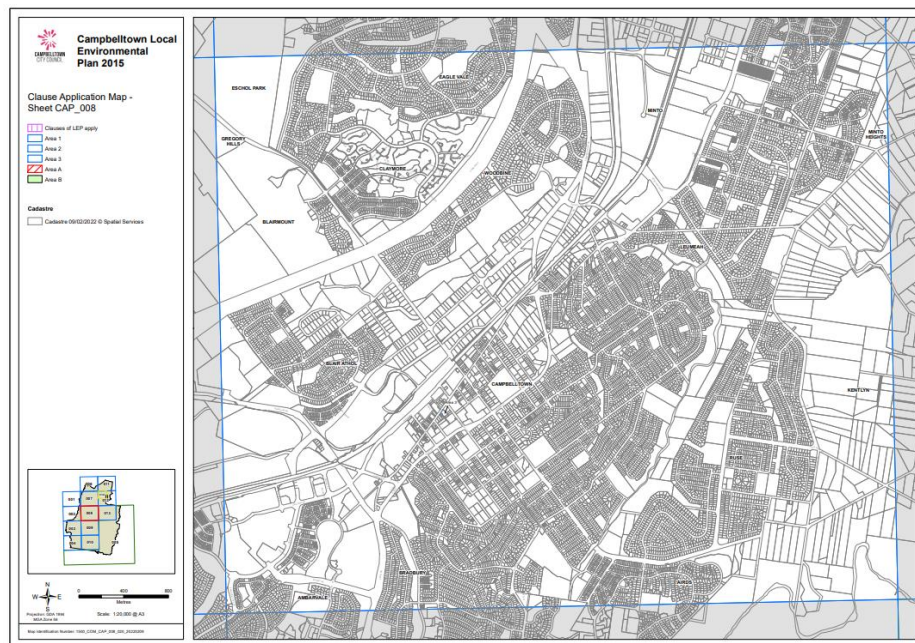 CAMPBELLTOWN
CITY COUNCIL
Campbelltown Local
Environmental
Plan 2015
Clause Application Map -
Sheet CAP_008
Clauses of LEP apply
Area 1
Area 2
Area 3
Area A
Area B
Cadastre
Cadastre 09/02/2022 © Spatial Services
N
W
E
S
0
400
800
Metres
Scale: 1:20,000 @ A3
Projection: GDA 1994
MGA Zone 56
EAGLE VALE
ESCHOL PARK
MINTO
MINTO
HEIGHTS
GREGORY
HILLS
CLAYMORE
WOODBINE
BLAIRMOUNT
LEUMEAH
BLAIR ATHOL
CAMPBELLTOWN
KENTLYN
RUSE
BRADBURY
AIRDS
AMBARVALE